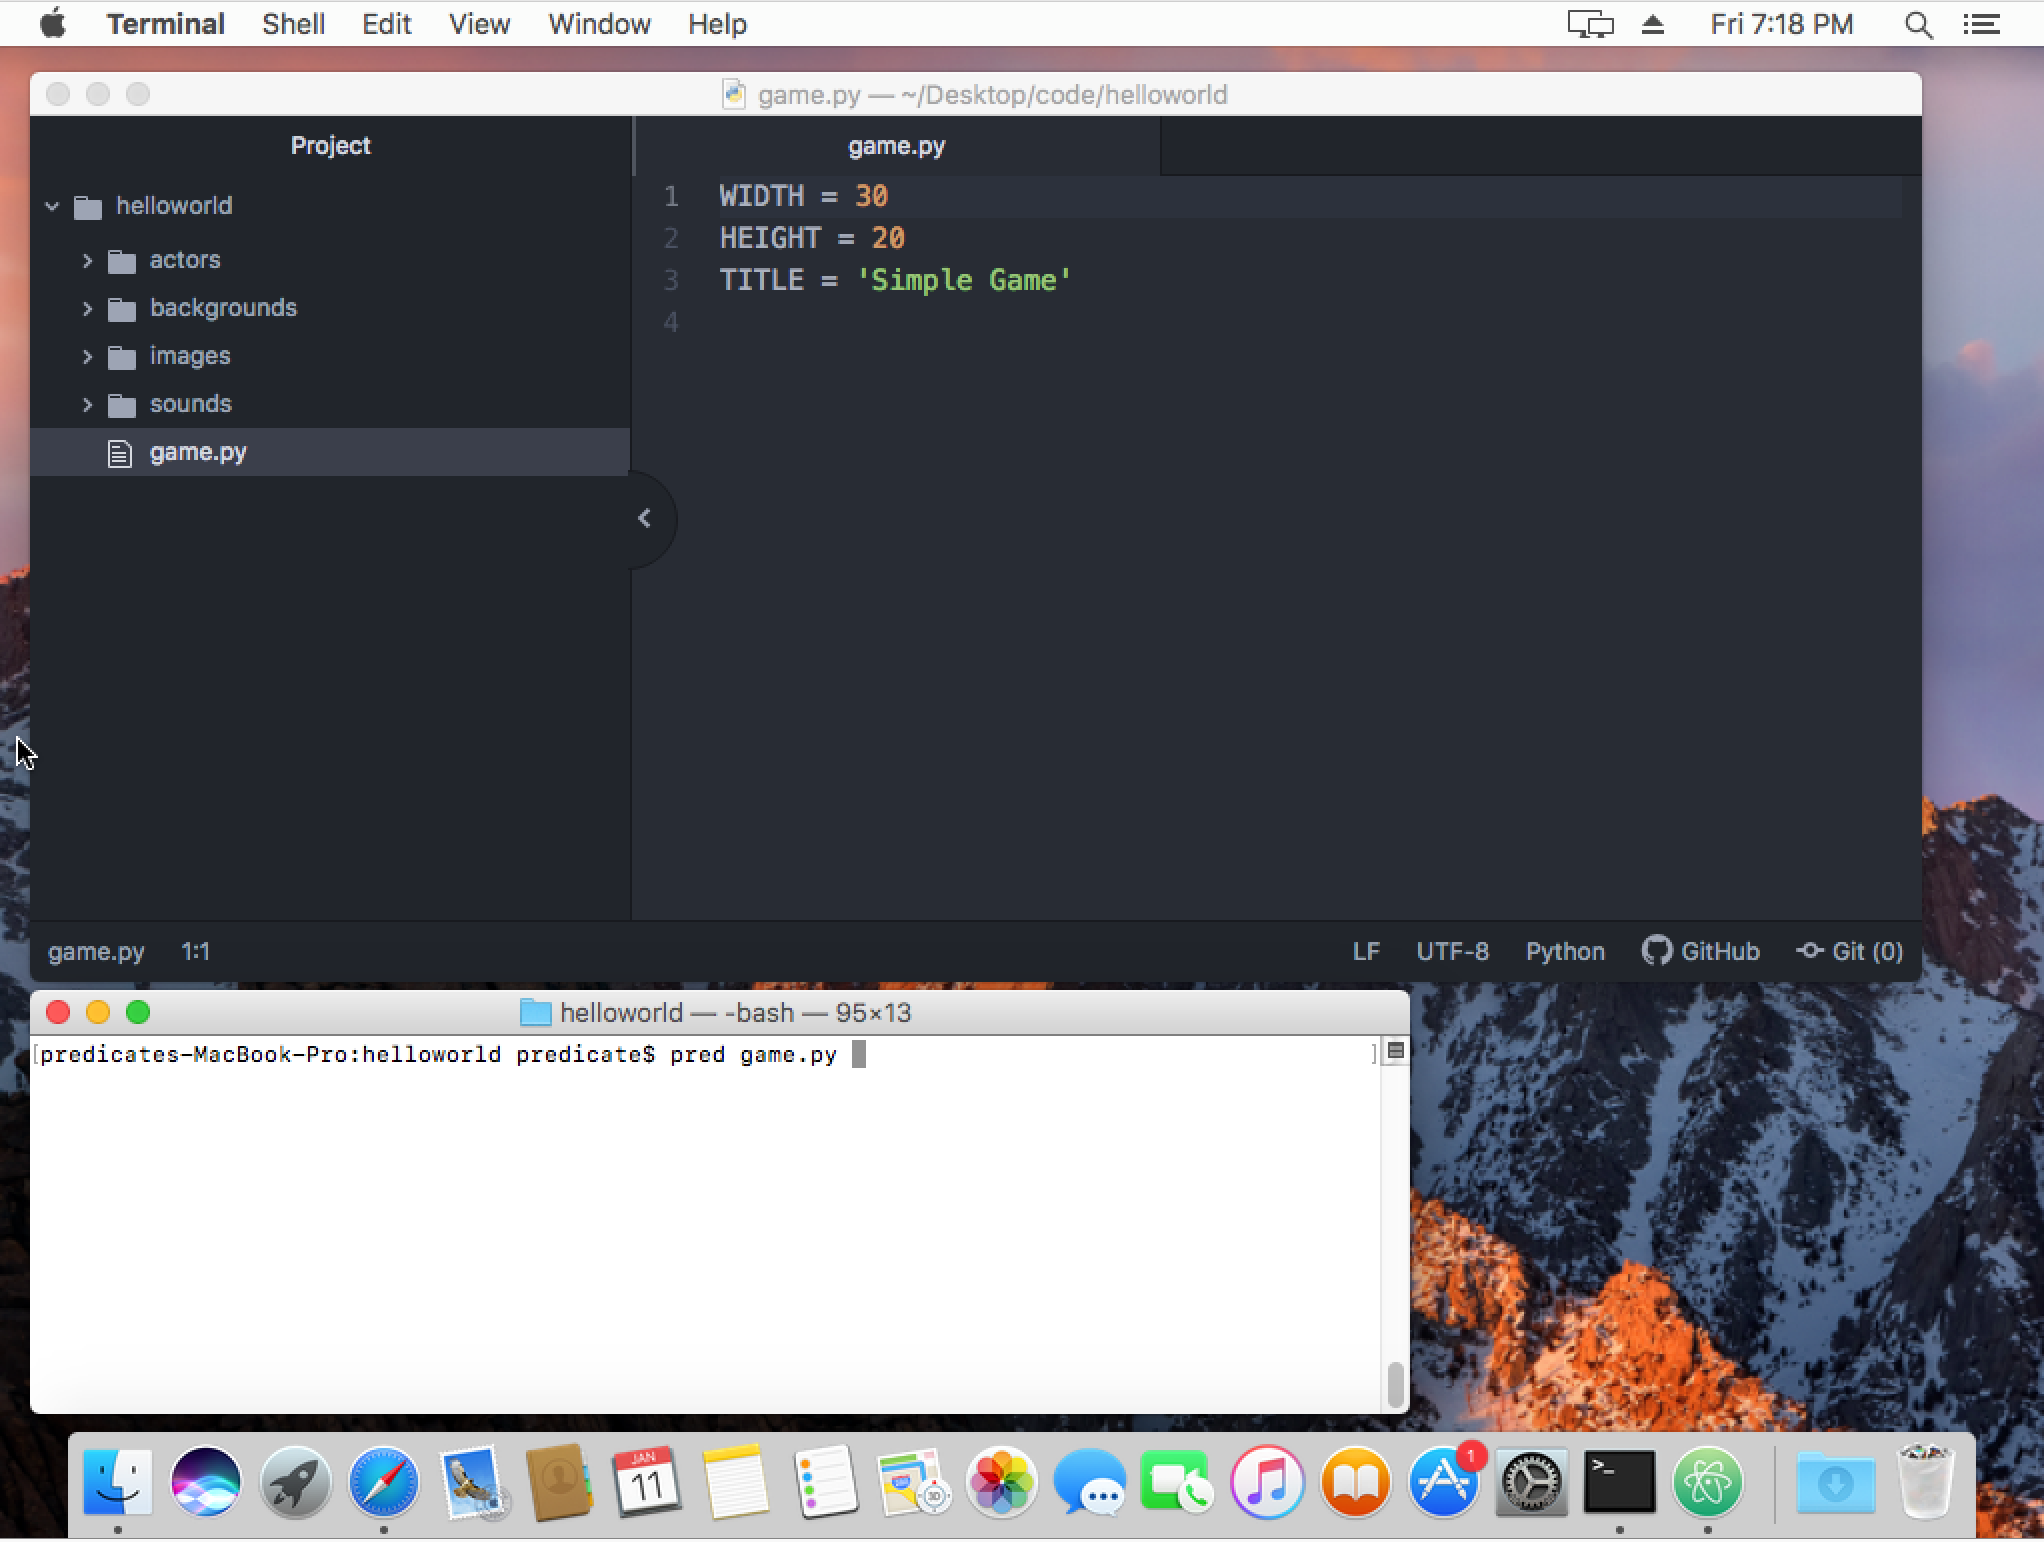 Terminal Shell Edit View Window Help Fri 7:18 PM
game.py — ~/Desktop/code/helloworld
Project
game.py
helloworld
actors
backgrounds
images
sounds
game.py
1 WIDTH = 30
2 HEIGHT = 20
3 TITLE = 'Simple Game'
4
game.py 1:1 LF UTF-8 Python GitHub Git (0)
helloworld — -bash — 95×13
[predicates-MacBook-Pro:helloworld predicate$ pred game.py ]
JAN
11
1
>_